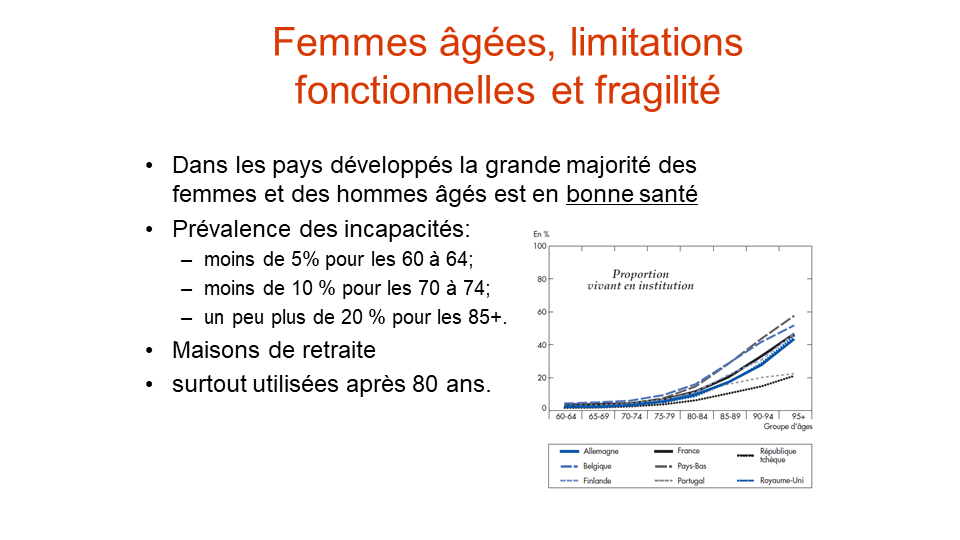 Femmes âgées, limitations
fonctionnelles et fragilité
• Dans les pays développés la grande majorité des
femmes et des hommes âgés est en bonne santé
• Prévalence des incapacités:
– moins de 5% pour les 60 à 64;
– moins de 10 % pour les 70 à 74;
– un peu plus de 20 % pour les 85+.
• Maisons de retraite
• surtout utilisées après 80 ans.
En %
100
80
60
40
20
0
Proportion
vivant en institution
60-64 65-69 70-74 75-79 80-84 85-89 90-94 95+
Groupe d'âges
Allemagne France République
tchèque
Belgique Pays-Bas
Finlande Portugal Royaume-Uni